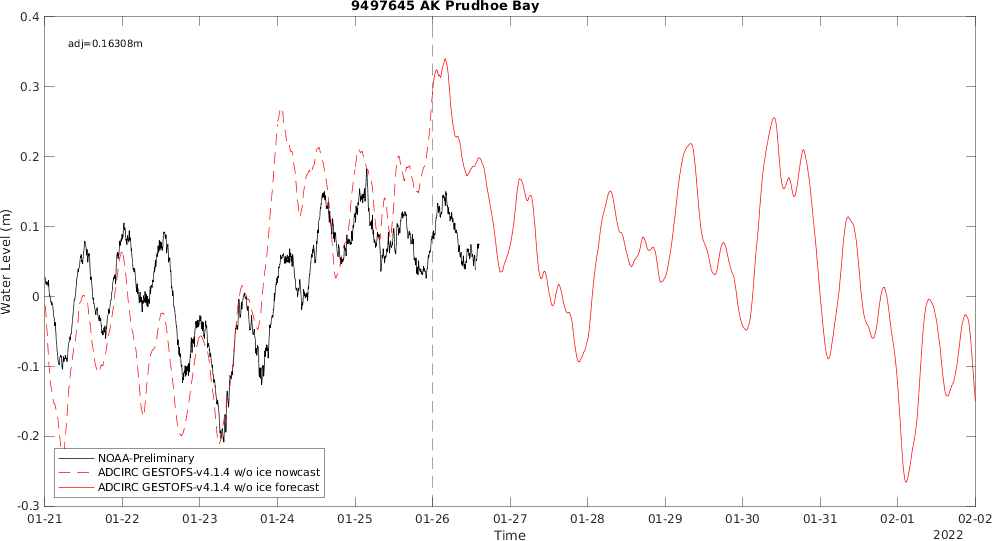 9497645 AK Prudhoe Bay
adj=0.16308m
0.4
0.3
0.2
0.1
0
-0.1
-0.2
-0.3
Water Level (m)
NOAA-Preliminary
ADCIRC GESTOFS-v4.1.4 w/o ice nowcast
ADCIRC GESTOFS-v4.1.4 w/o ice forecast
01-21 01-22 01-23 01-24 01-25 01-26 01-27 01-28 01-29 01-30 01-31 02-01 02-02
Time
2022